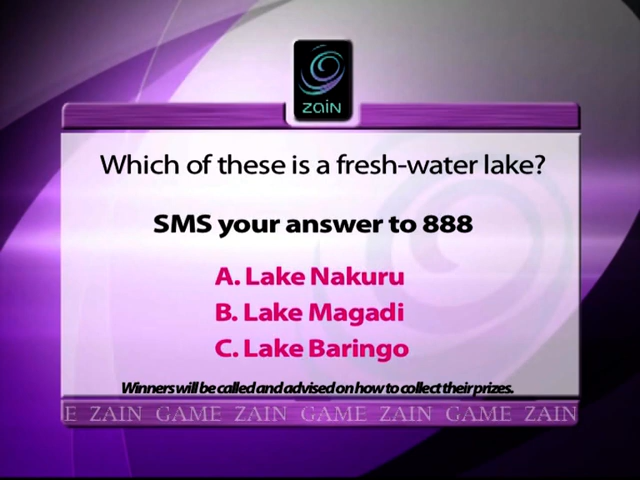 ZAIN
Which of these is a fresh-water lake?
SMS your answer to 888
A. Lake Nakuru
B. Lake Magadi
C. Lake Baringo
Winners will be called and advised on how to collect their prizes.
E ZAIN GAME ZAIN GAME ZAIN GAME ZAIN